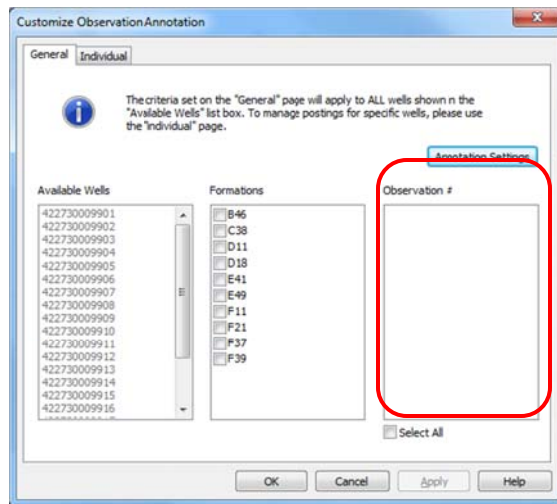 Customize Observation Annotation
General Individual
The criteria set on the "General" page will apply to ALL wells shown n the
"Available Wells" list box. To manage postings for specific wells, please use
the "individual" page.
Annotation Settings
Available Wells Formations Observation #
422730009901
422730009902
422730009903
422730009904
422730009905
422730009906
422730009907
422730009908
422730009909
422730009910
422730009911
422730009912
422730009913
422730009914
422730009915
422730009916
B46
C38
D11
D18
E41
E49
F11
F21
F37
F39
Select All
OK Cancel Apply Help